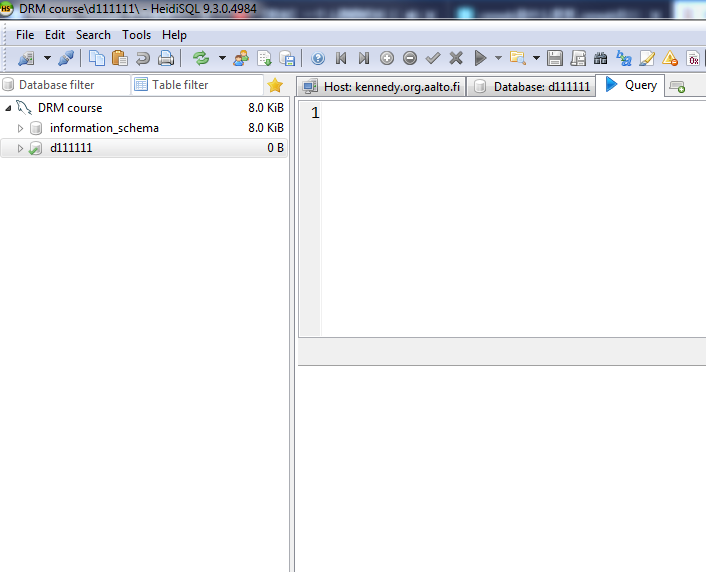 DRM course\d111111\ - HeidiSQL 9.3.0.4984
File Edit Search Tools Help
Database filter Table filter
Host: kennedy.org.aalto.fi Database: d111111 Query
DRM course 8.0 KiB
information_schema 8.0 KiB
d111111 0 B
1